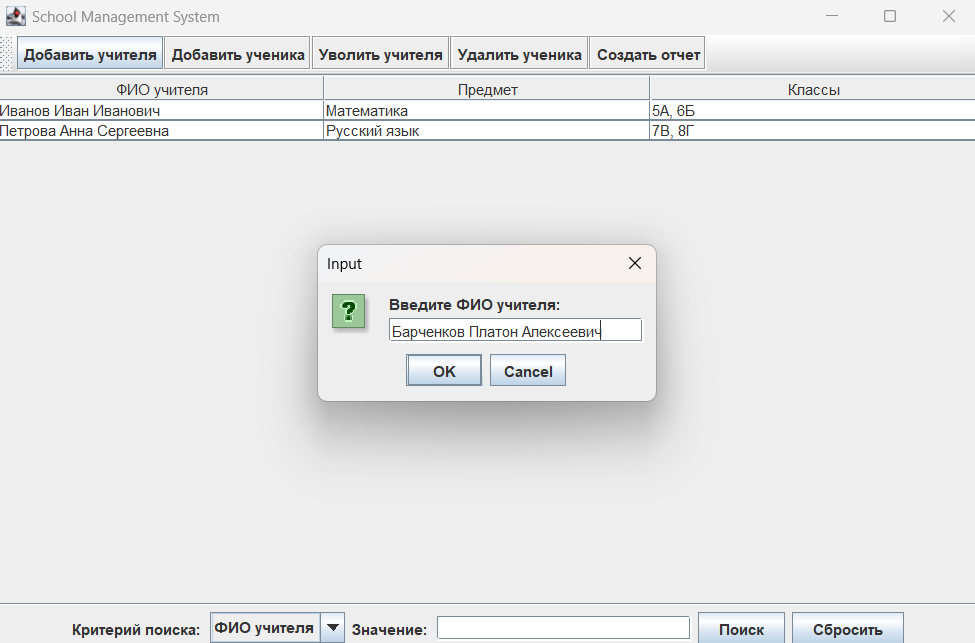 School Management System
Добавить учителя Добавить ученика Уволить учителя Удалить ученика Создать отчет
ФИО учителя Предмет Классы
Иванов Иван Иванович Математика 5А, 6Б
Петрова Анна Сергеевна Русский язык 7В, 8Г
Input
?
Введите ФИО учителя:
Барченков Платон Алексеевич
OK Cancel
Критерий поиска: ФИО учителя Значение: Поиск Сбросить